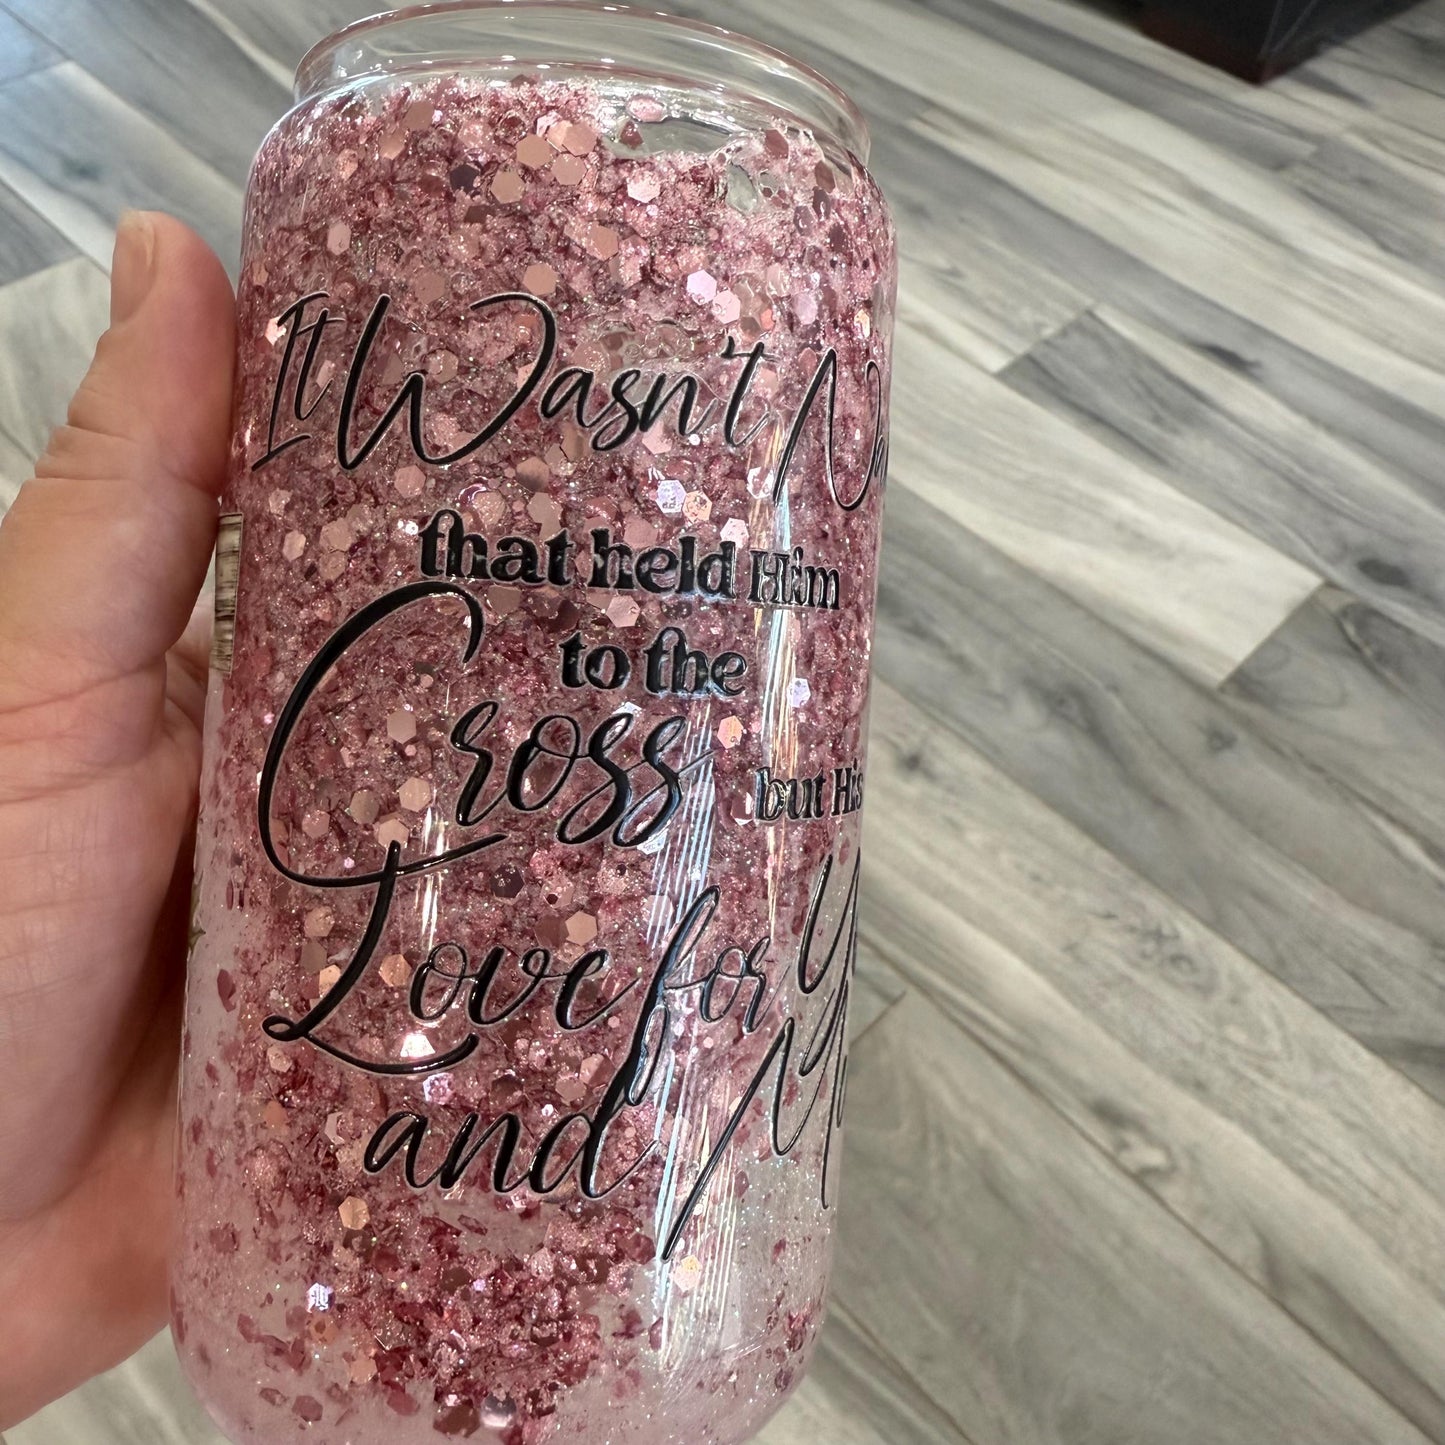 It Wasn't
that held Him
to the
Cross
but His
Love for
and